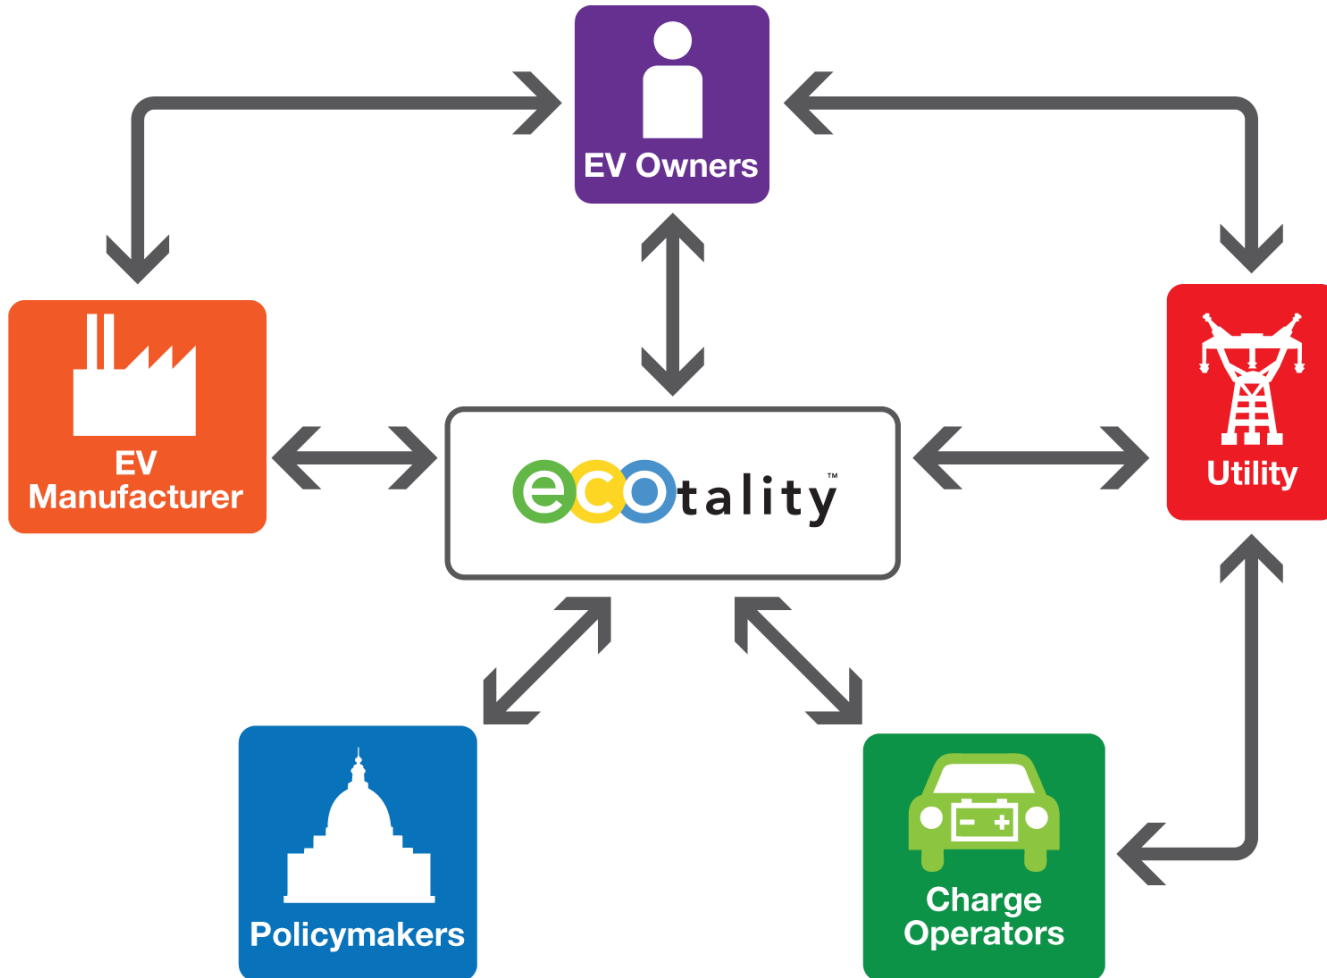 EV Owners
EV
Manufacturer
ecotality™
Utility
Policymakers
Charge
Operators